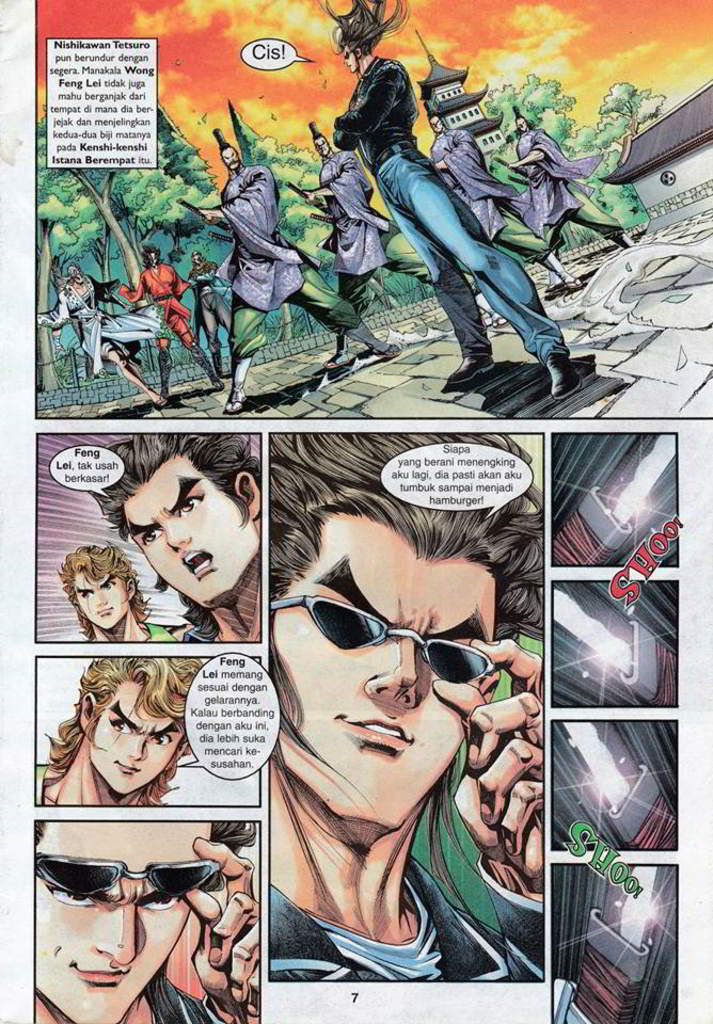 Nishikawan Tetsuro
pun berundur dengan
segera. Manakala Wong
Feng Lei tidak juga
mahu berganjak dari
tempat di mana dia ber-
jejak dan menjelingkan
kedua-dua biji matanya
pada Kenshi-kenshi
Istana Berempat itu.
Cis!
Feng
Lei, tak usah
berkasar!
Siapa
yang berani menengking
aku lagi, dia pasti akan aku
tumbuk sampai menjadi
hamburger!
SHOO!
Feng
Lei memang
sesuai dengan
gelarannya.
Kalau berbanding
dengan aku ini,
dia lebih suka
mencari ke-
susahan.
SHOO!
7